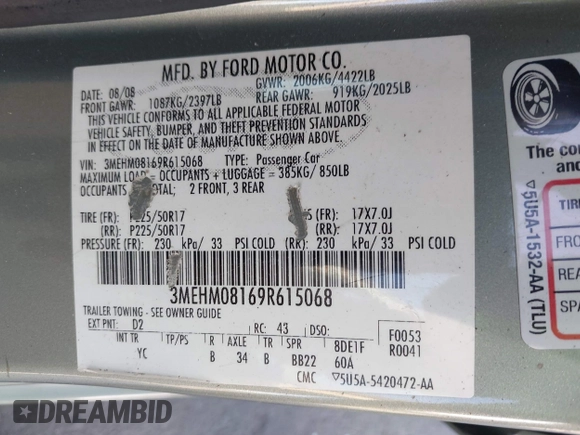 MFD. BY FORD MOTOR CO.
DATE: 08/08 GVWR: 2006KG/4422LB
FRONT GAWR: 1087KG/2397LB REAR GAWR: 919KG/2025LB
THIS VEHICLE CONFORMS TO ALL APPLICABLE FEDERAL MOTOR
VEHICLE SAFETY, BUMPER, AND THEFT PREVENTION STANDARDS
IN EFFECT ON THE DATE OF MANUFACTURE SHOWN ABOVE.
VIN: 3MEHM08169R615068 TYPE: Passenger Car
MAXIMUM LOAD = OCCUPANTS + LUGGAGE = 385KG/ 850LB
OCCUPANTS: TOTAL, 2 FRONT, 3 REAR
TIRE (FR): P225/50R17 (FR): 17X7.0J
(RR): P225/50R17 (RR): 17X7.0J
PRESSURE (FR): 230 kPa/ 33 PSI COLD (RR): 230 kPa/ 33 PSI COLD
3MEHM08169R615068
TRAILER TOWING - SEE OWNER GUIDE
EXT PNT: D2 RC: 43 DSO: F0053
INT TR TP/PS R AXLE TR SPR 8DE1F R0041
YC B 34 B BB22 60A
CMC ▽5U5A-5420472-AA
The co
and
▽5U5A-1532-AA (TLU)
TIR
FRO
REA
SPA
DREAMBID